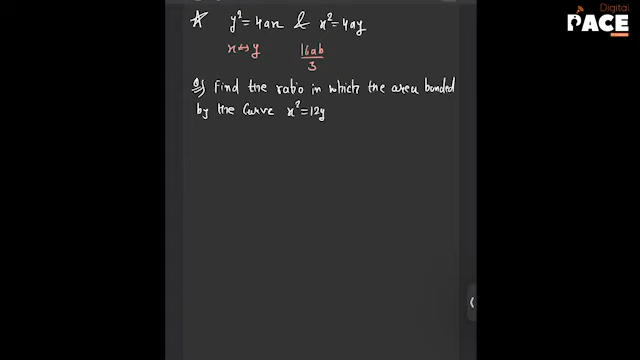 Digital
PACE
☆ y² = 4ax & x² = 4ay
x↔y 16ab/3
Q) Find the ratio in which the area bonded
by the curve x² = 12y